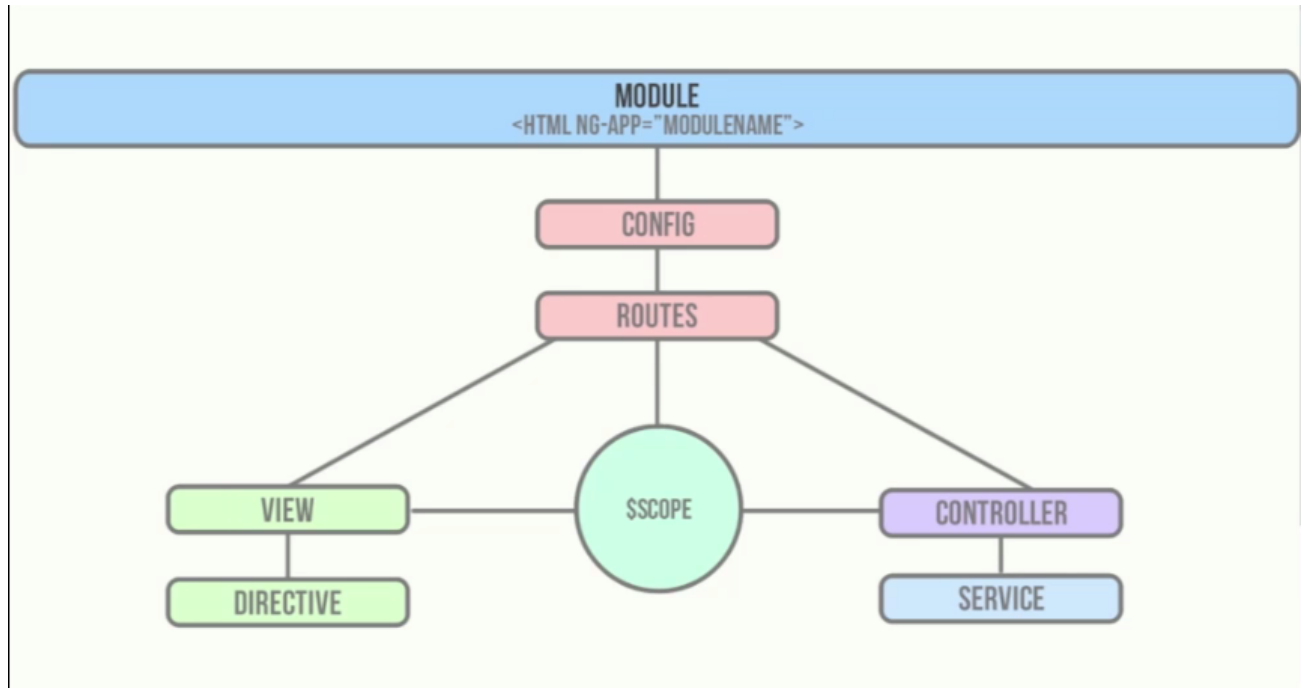 MODULE
<HTML NG-APP="MODULENAME">
CONFIG
ROUTES
VIEW
$SCOPE
CONTROLLER
DIRECTIVE
SERVICE